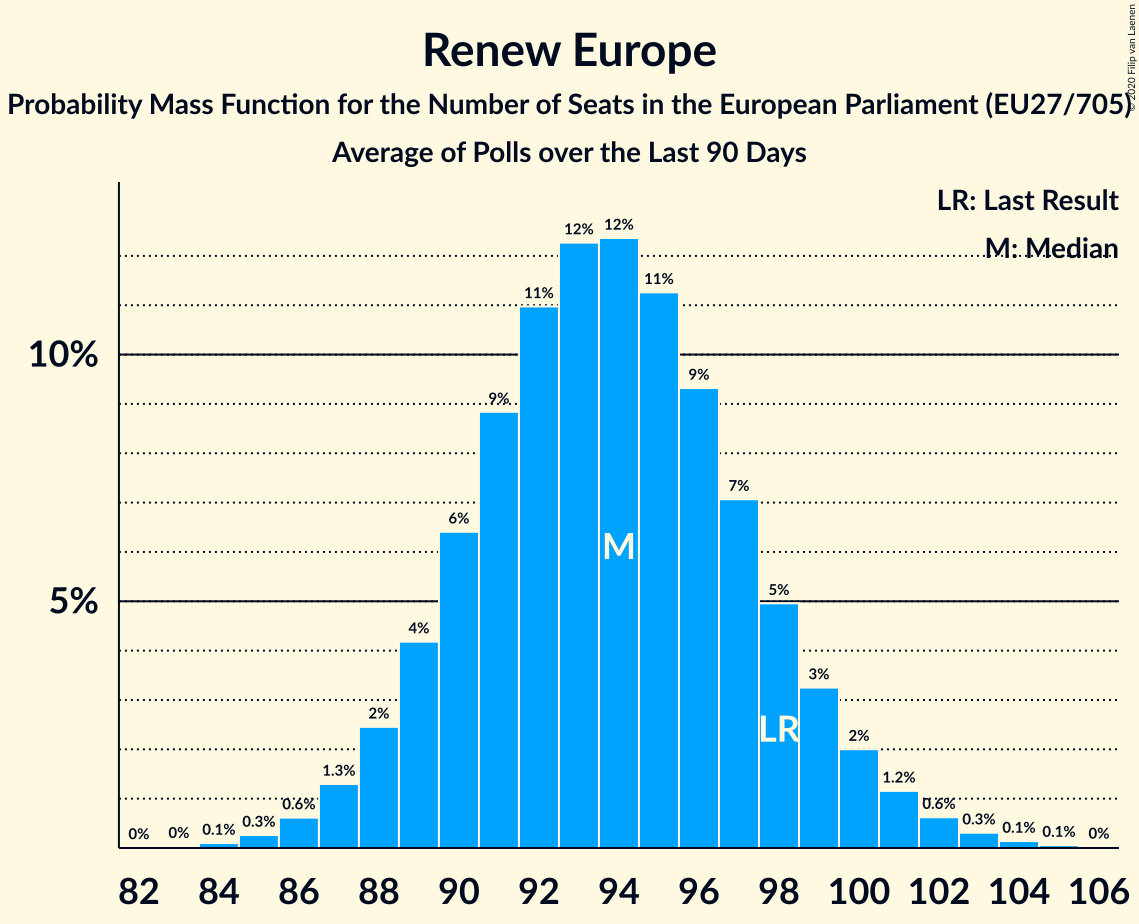 Renew Europe
Probability Mass Function for the Number of Seats in the European Parliament (EU27/705)
Average of Polls over the Last 90 Days
© 2020 Filip van Laenen
LR: Last Result
M: Median
10%
5%
0% 0% 0.1% 0.3% 0.6% 1.3% 2% 4% 6% 9% 11% 12% 12% 11% 9% 7% 5% 3% 2% 1.2% 0.6% 0.3% 0.1% 0.1% 0%
M
LR
82 84 86 88 90 92 94 96 98 100 102 104 106